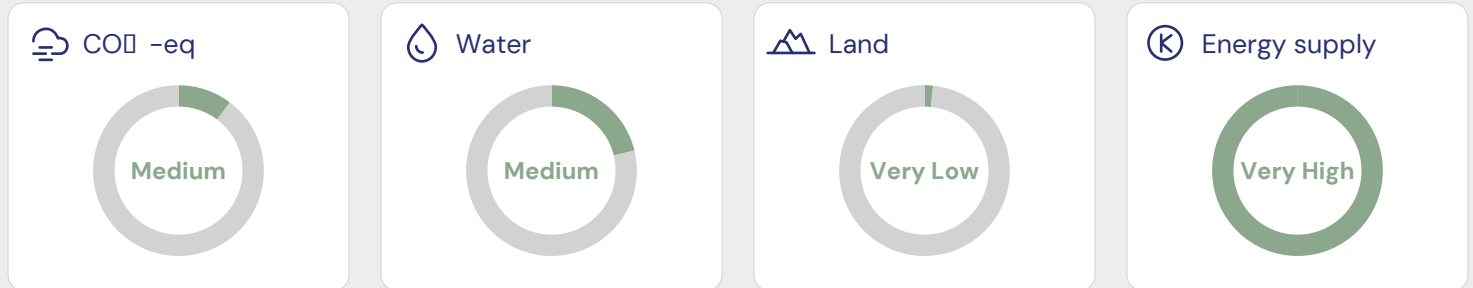 CO▯ -eq
Medium
Water
Medium
Land
Very Low
Energy supply
Very High